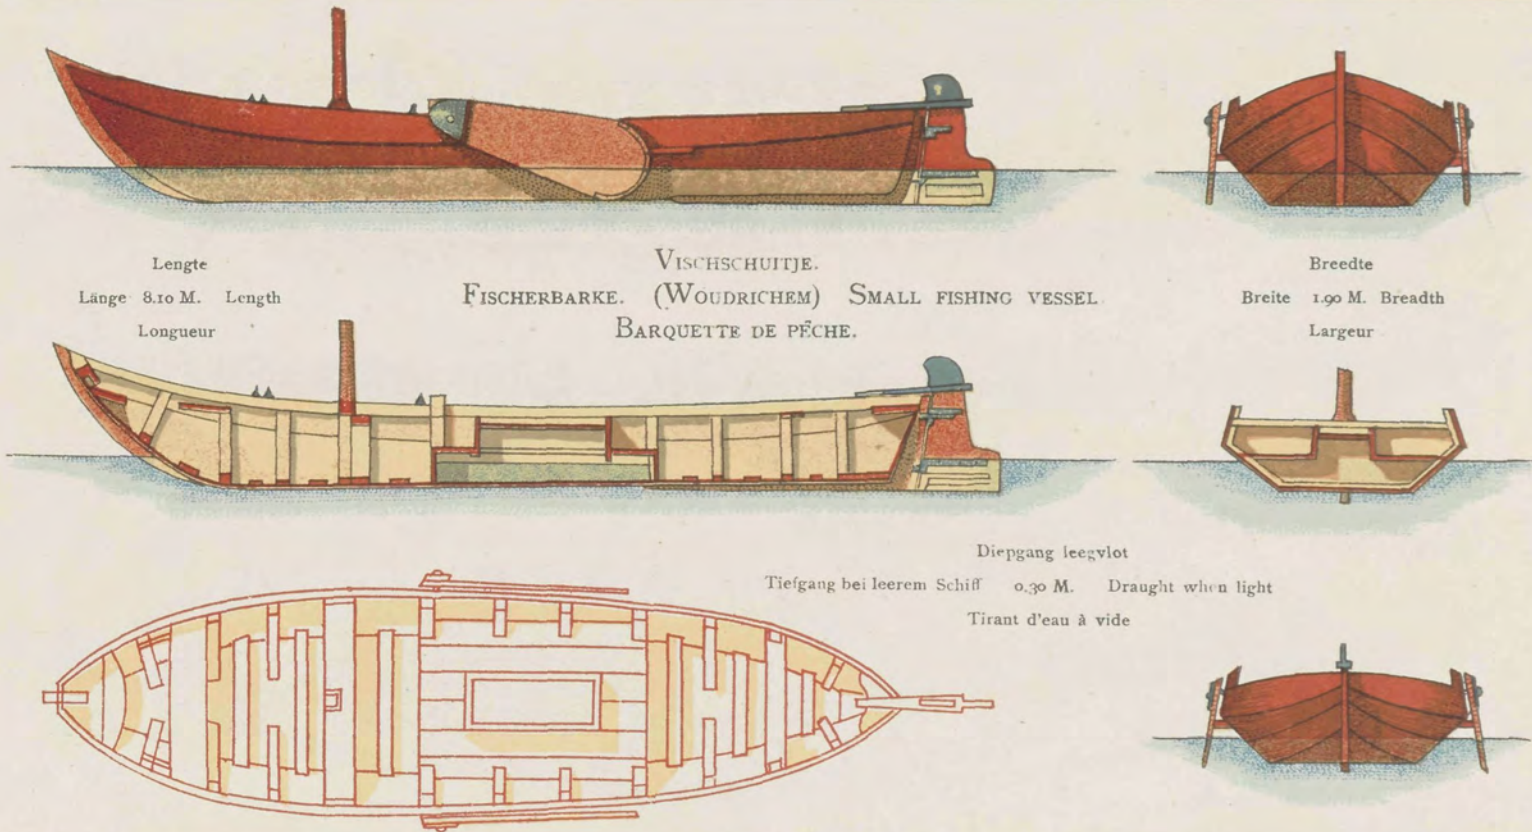 Lengte
Länge 8.10 M. Length
Longueur
VISCHSCHUITJE.
FISCHERBARKE. (WOUDRICHEM) SMALL FISHING VESSEL
BARQUETTE DE PÊCHE.
Breedte
Breite 1.90 M. Breadth
Largeur
Diepgang leegvlot
Tiefgang bei leerem Schiff 0.30 M. Draught when light
Tirant d'eau à vide